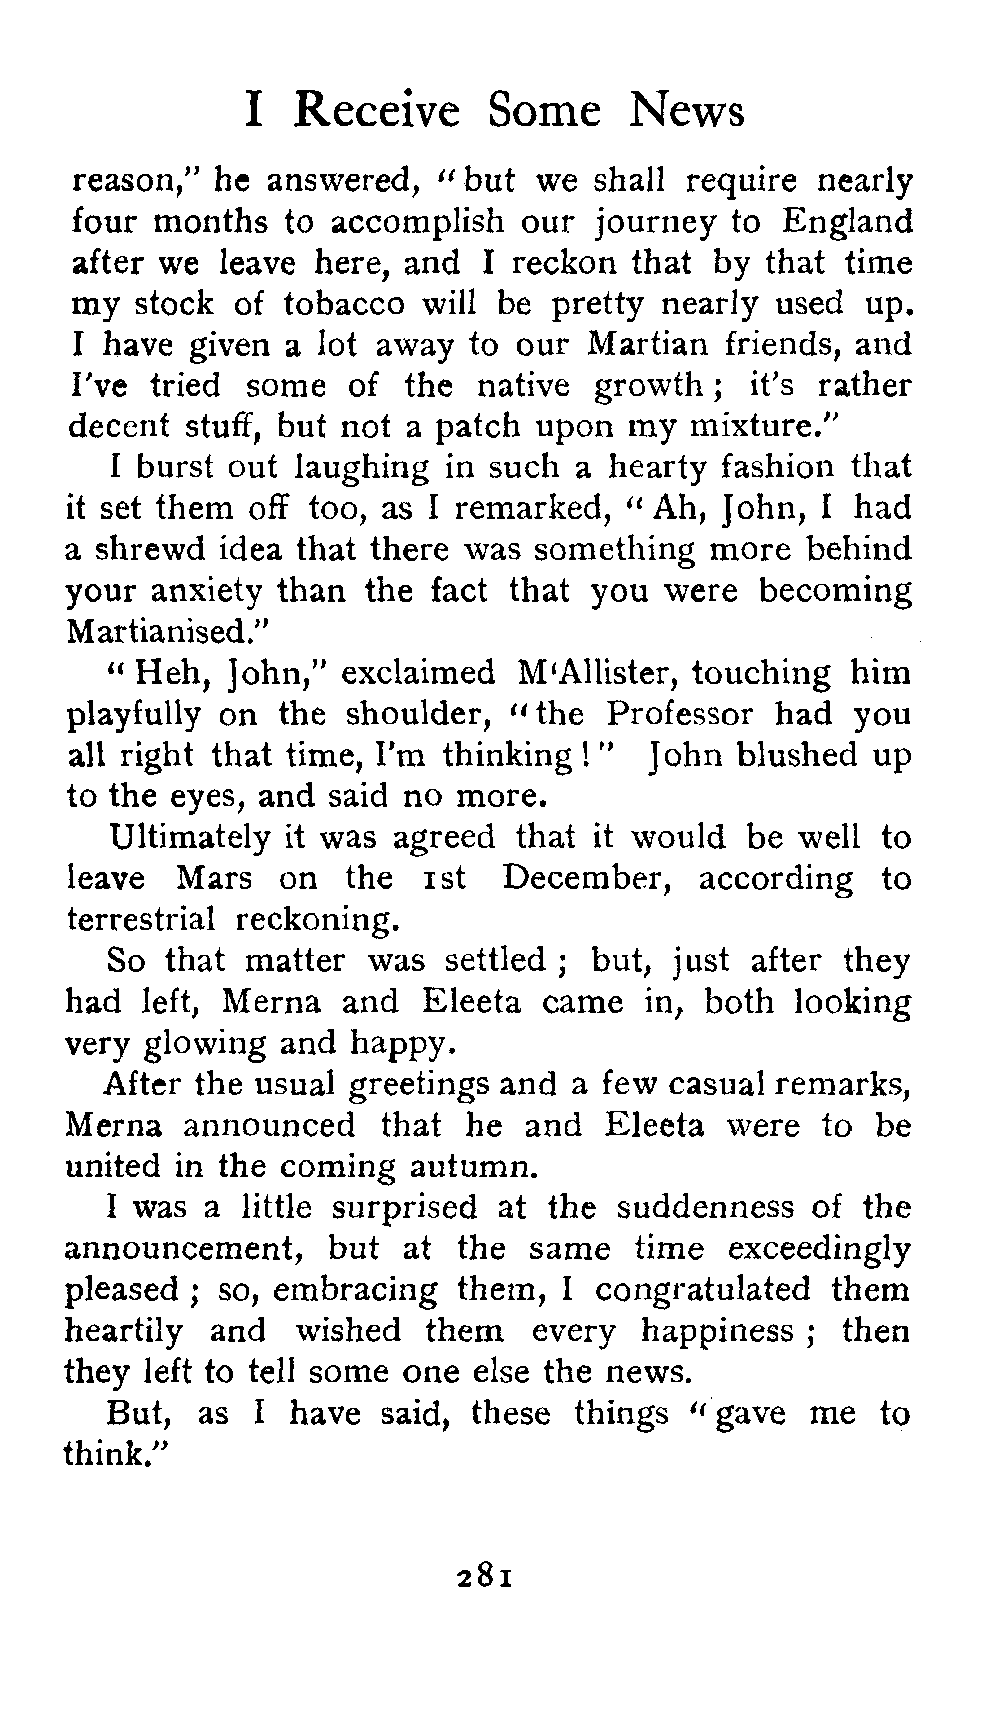 I Receive Some News
reason," he answered, "but we shall require nearly
four months to accomplish our journey to England
after we leave here, and I reckon that by that time
my stock of tobacco will be pretty nearly used up.
I have given a lot away to our Martian friends, and
I've tried some of the native growth; it's rather
decent stuff, but not a patch upon my mixture."
I burst out laughing in such a hearty fashion that
it set them off too, as I remarked, "Ah, John, I had
a shrewd idea that there was something more behind
your anxiety than the fact that you were becoming
Martianised."
"Heh, John," exclaimed M'Allister, touching him
playfully on the shoulder, "the Professor had you
all right that time, I'm thinking!" John blushed up
to the eyes, and said no more.
Ultimately it was agreed that it would be well to
leave Mars on the 1st December, according to
terrestrial reckoning.
So that matter was settled; but, just after they
had left, Merna and Eleeta came in, both looking
very glowing and happy.
After the usual greetings and a few casual remarks,
Merna announced that he and Eleeta were to be
united in the coming autumn.
I was a little surprised at the suddenness of the
announcement, but at the same time exceedingly
pleased; so, embracing them, I congratulated them
heartily and wished them every happiness; then
they left to tell some one else the news.
But, as I have said, these things "gave me to
think."
281